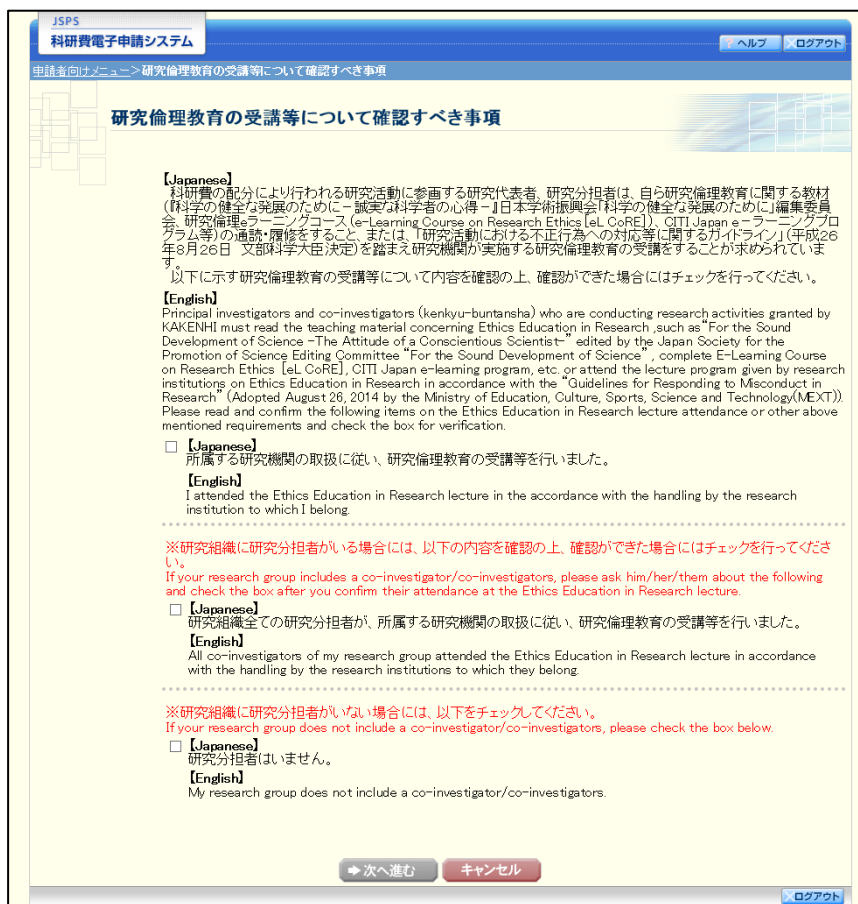 JSPS
科研費電子申請システム
? ヘルプ
ログアウト
申請者向けメニュー>研究倫理教育の受講等について確認すべき事項
研究倫理教育の受講等について確認すべき事項
【Japanese】
科研費の配分により行われる研究活動に参画する研究代表者、研究分担者は、自ら研究倫理教育に関する教材
(『科学の健全な発展のために－誠実な科学者の心得－』日本学術振興会「科学の健全な発展のために」編集委員
会、研究倫理eラーニングコース(e-Learning Course on Research Ethics[eL CoRE])、CITI Japan e－ラーニングプロ
グラム等)の通読・履修をすること、または、「研究活動における不正行為への対応等に関するガイドライン」(平成26
年8月26日 文部科学大臣決定)を踏まえ研究機関が実施する研究倫理教育の受講をすることが求められていま
す。
以下に示す研究倫理教育の受講等について内容を確認の上、確認ができた場合にはチェックを行ってください。
【English】
Principal investigators and co-investigators (kenkyu-buntansha) who are conducting research activities granted by
KAKENHI must read the teaching material concerning Ethics Education in Research ,such as“For the Sound
Development of Science -The Attitude of a Conscientious Scientist-” edited by the Japan Society for the
Promotion of Science Editing Committee “For the Sound Development of Science” , complete E-Learning Course
on Research Ethics [eL CoRE], CITI Japan e-learning program, etc. or attend the lecture program given by research
institutions on Ethics Education in Research in accordance with the “Guidelines for Responding to Misconduct in
Research” (Adopted August 26, 2014 by the Ministry of Education, Culture, Sports, Science and Technology(MEXT)).
Please read and confirm the following items on the Ethics Education in Research lecture attendance or other above
mentioned requirements and check the box for verification.
【Japanese】
所属する研究機関の取扱に従い、研究倫理教育の受講等を行いました。
【English】
I attended the Ethics Education in Research lecture in the accordance with the handling by the research
institution to which I belong.
※研究組織に研究分担者がいる場合には、以下の内容を確認の上、確認ができた場合にはチェックを行ってくださ
い。
If your research group includes a co-investigator/co-investigators, please ask him/her/them about the following
and check the box after you confirm their attendance at the Ethics Education in Research lecture.
【Japanese】
研究組織全ての研究分担者が、所属する研究機関の取扱に従い、研究倫理教育の受講等を行いました。
【English】
All co-investigators of my research group attended the Ethics Education in Research lecture in accordance
with the handling by the research institutions to which they belong.
※研究組織に研究分担者がいない場合には、以下をチェックしてください。
If your research group does not include a co-investigator/co-investigators, please check the box below.
【Japanese】
研究分担者はいません。
【English】
My research group does not include a co-investigator/co-investigators.
次へ進む
キャンセル
ログアウト